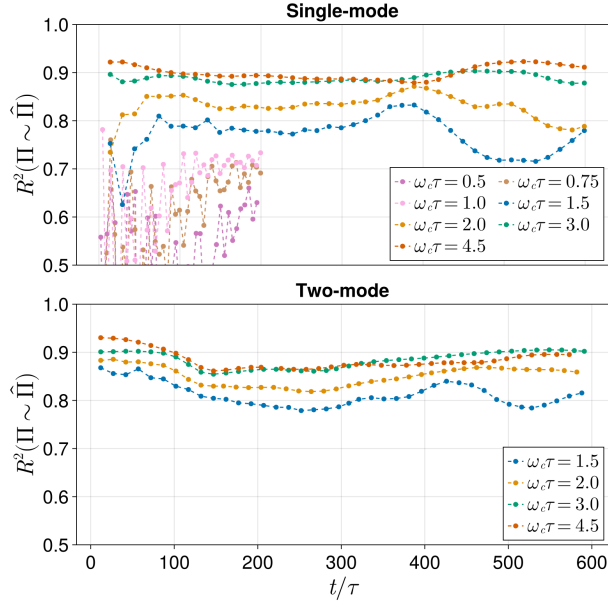 Single-mode
1.0
0.9
0.8
0.7
0.6
0.5
R²(Π ∼ Π̂)
ω_cτ = 0.5
ω_cτ = 0.75
ω_cτ = 1.0
ω_cτ = 1.5
ω_cτ = 2.0
ω_cτ = 3.0
ω_cτ = 4.5
Two-mode
1.0
0.9
0.8
0.7
0.6
0.5
R²(Π ∼ Π̂)
ω_cτ = 1.5
ω_cτ = 2.0
ω_cτ = 3.0
ω_cτ = 4.5
0 100 200 300 400 500 600
t/τ